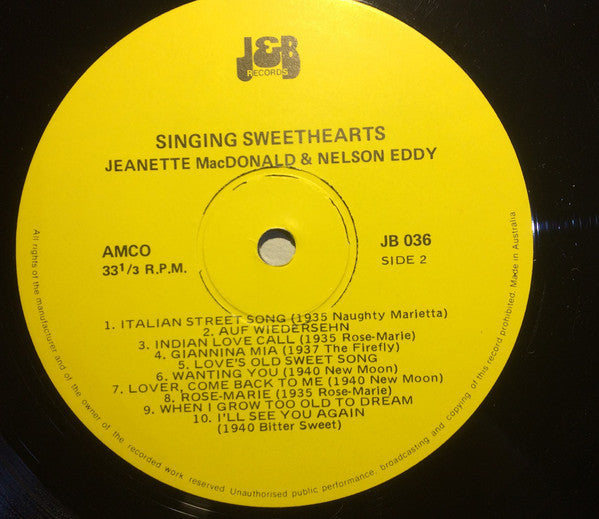 J&B
RECORDS
SINGING SWEETHEARTS
JEANETTE MacDONALD & NELSON EDDY
AMCO
33 1/3 R.P.M.
JB 036
SIDE 2
1. ITALIAN STREET SONG (1935 Naughty Marietta)
2. AUF WIEDERSEHN
3. INDIAN LOVE CALL (1935 Rose-Marie)
4. GIANNINA MIA (1937 The Firefly)
5. LOVE'S OLD SWEET SONG
6. WANTING YOU (1940 New Moon)
7. LOVER, COME BACK TO ME (1940 New Moon)
8. ROSE-MARIE (1935 Rose-Marie)
9. WHEN I GROW TOO OLD TO DREAM
10. I'LL SEE YOU AGAIN
(1940 Bitter Sweet)
All rights of the manufacturer and of the owner of the recorded work reserved Unauthorised public performance, broadcasting and copying of this record prohibited. Made in Australia